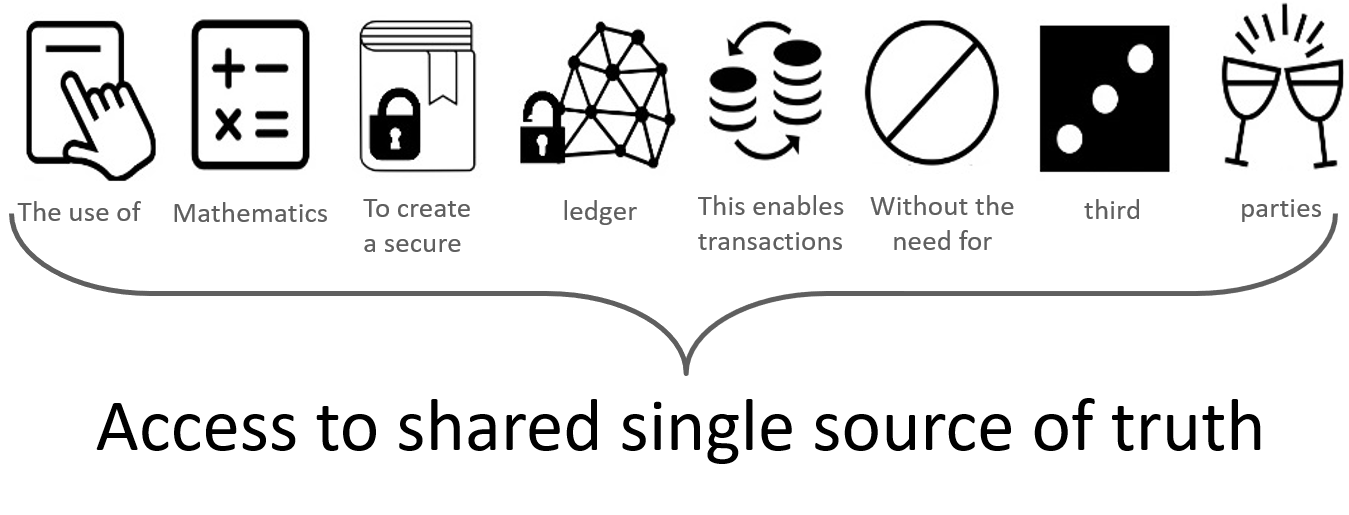 The use of
Mathematics
To create
a secure
ledger
This enables
transactions
Without the
need for
third
parties
Access to shared single source of truth